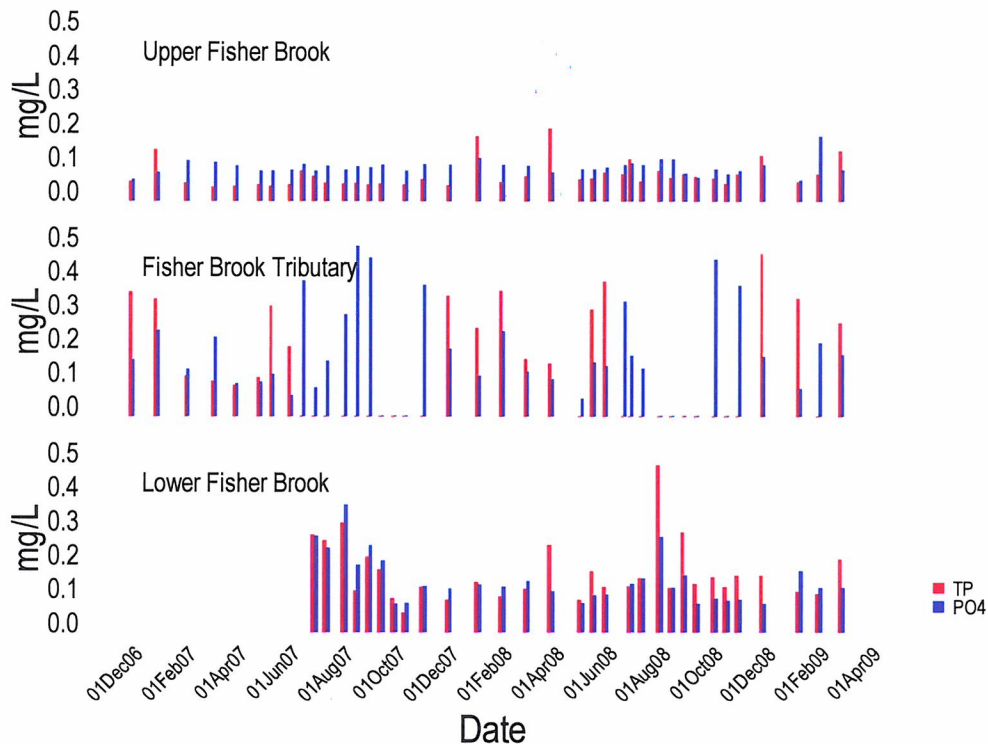 0.5
0.4
0.3
0.2
0.1
0.0
mg/L
Upper Fisher Brook
0.5
0.4
0.3
0.2
0.1
0.0
mg/L
Fisher Brook Tributary
0.5
0.4
0.3
0.2
0.1
0.0
mg/L
Lower Fisher Brook
TP
PO4
01Dec06
01Feb07
01Apr07
01Jun07
01Aug07
01Oct07
01Dec07
01Feb08
01Apr08
01Jun08
01Aug08
01Oct08
01Dec08
01Feb09
01Apr09
Date